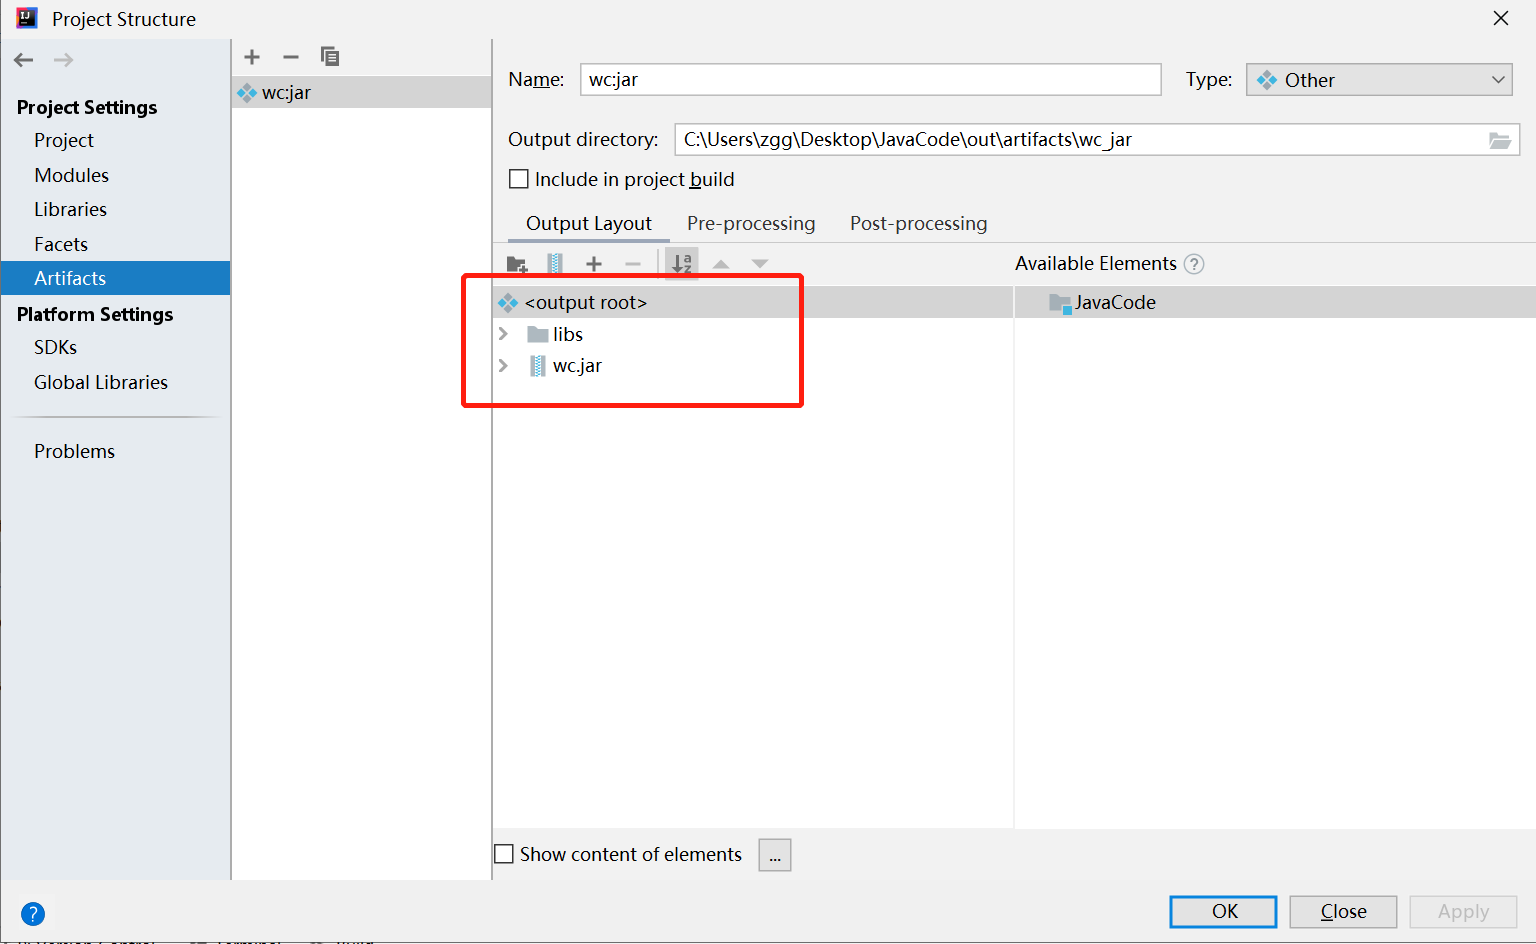 Project Structure
Name: wc:jar Type: Other
wc:jar
Output directory: C:\Users\zgg\Desktop\JavaCode\out\artifacts\wc_jar
Include in project build
Project Settings
Project
Modules
Libraries
Facets
Artifacts
Platform Settings
SDKs
Global Libraries
Problems
Output Layout Pre-processing Post-processing
Available Elements ?
<output root>
libs
wc.jar
JavaCode
Show content of elements ...
? OK Close Apply